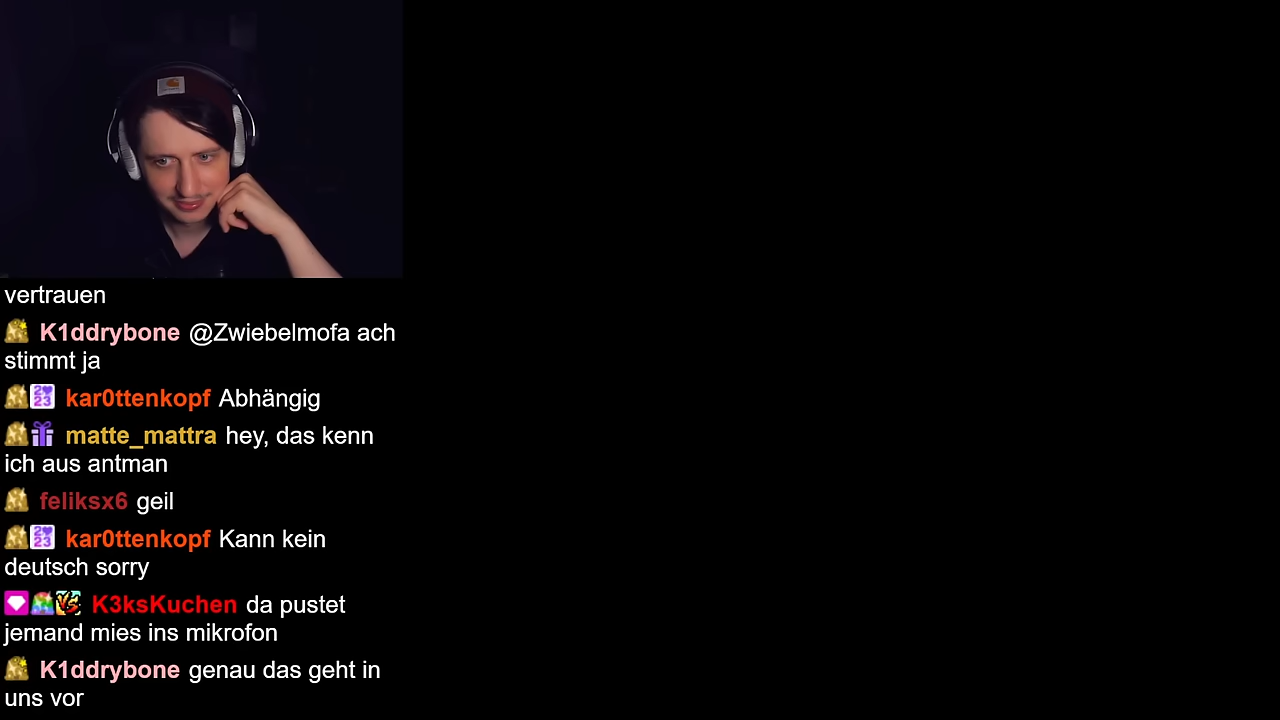 vertrauen
K1ddrybone @Zwiebelmofa ach
stimmt ja
kar0ttenkopf Abhängig
matte_mattra hey, das kenn
ich aus antman
feliksx6 geil
kar0ttenkopf Kann kein
deutsch sorry
K3ksKuchen da pustet
jemand mies ins mikrofon
K1ddrybone genau das geht in
uns vor